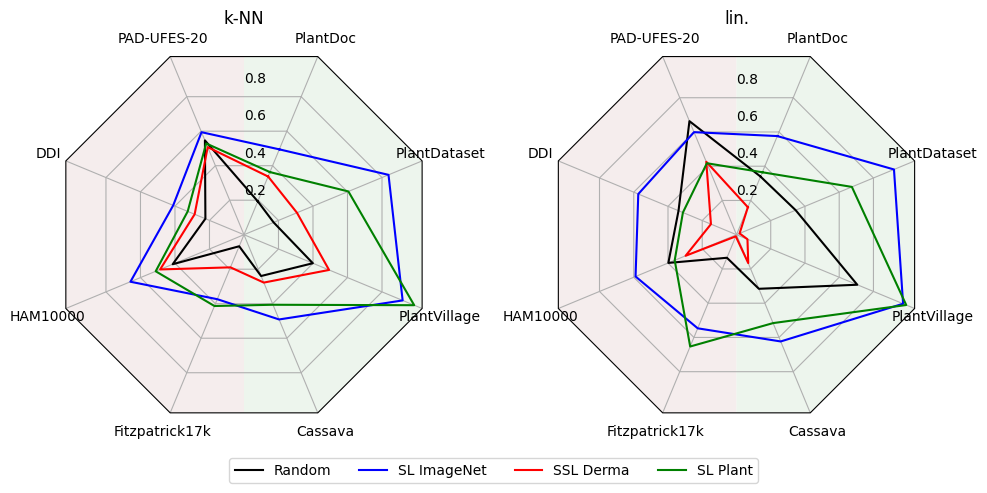 k-NN
lin.
PAD-UFES-20
PlantDoc
PAD-UFES-20
PlantDoc
0.8
0.8
0.6
0.6
DDI
0.4
PlantDataset
DDI
0.4
PlantDataset
0.2
0.2
HAM10000
PlantVillage
HAM10000
PlantVillage
Fitzpatrick17k
Cassava
Fitzpatrick17k
Cassava
Random
SL ImageNet
SSL Derma
SL Plant